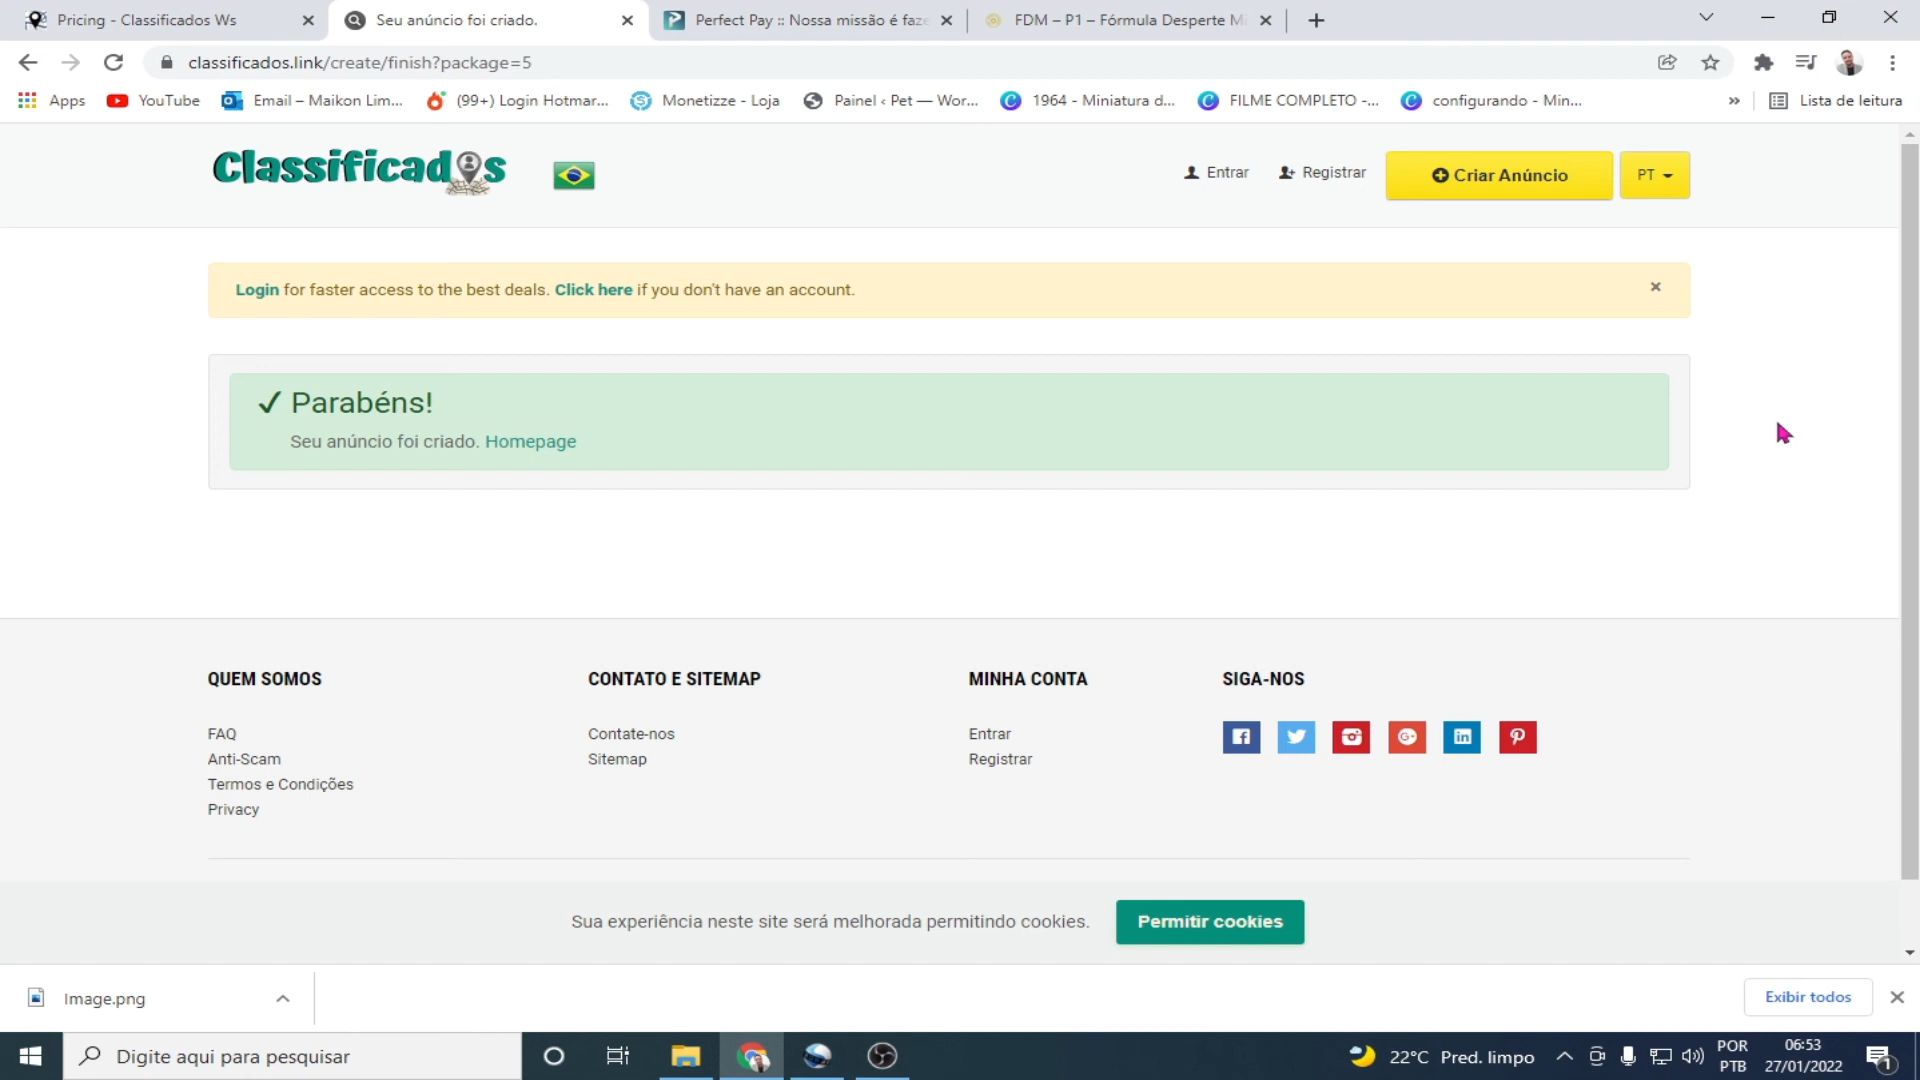 Pricing - Classificados Ws
Seu anúncio foi criado.
Perfect Pay :: Nossa missão é faze
FDM – P1 – Fórmula Desperte Mi
classificados.link/create/finish?package=5
Apps
YouTube
Email – Maikon Lim...
(99+) Login Hotmar...
Monetizze - Loja
Painel ‹ Pet — Wor...
1964 - Miniatura d...
FILME COMPLETO -...
configurando - Min...
»
Lista de leitura
Classificados
Entrar
Registrar
Criar Anúncio
PT
Login for faster access to the best deals. Click here if you don't have an account.
×
✓ Parabéns!
Seu anúncio foi criado. Homepage
QUEM SOMOS
FAQ
Anti-Scam
Termos e Condições
Privacy
CONTATO E SITEMAP
Contate-nos
Sitemap
MINHA CONTA
Entrar
Registrar
SIGA-NOS
Sua experiência neste site será melhorada permitindo cookies.
Permitir cookies
Image.png
Exibir todos
Digite aqui para pesquisar
22°C Pred. limpo
POR
PTB
06:53
27/01/2022
1